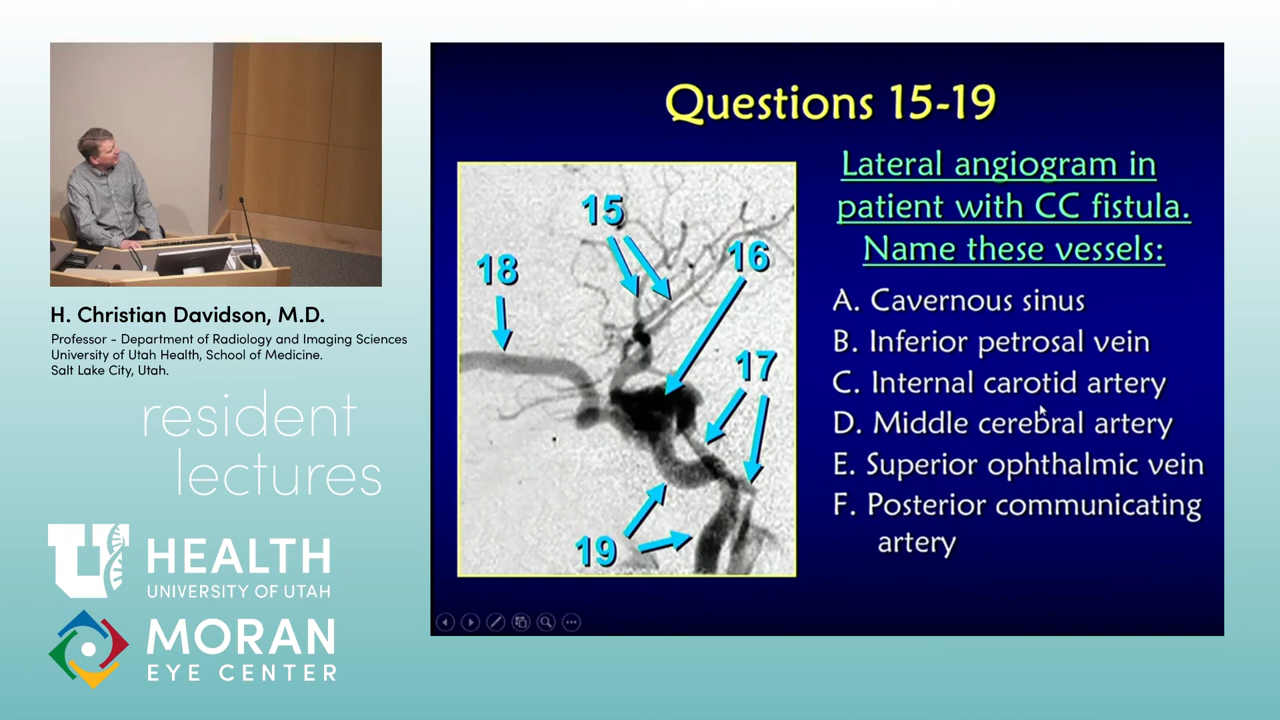 H. Christian Davidson, M.D.
Professor - Department of Radiology and Imaging Sciences
University of Utah Health, School of Medicine.
Salt Lake City, Utah.
resident
lectures
U HEALTH
UNIVERSITY OF UTAH
MORAN
EYE CENTER
Questions 15-19
15
16
18
17
19
Lateral angiogram in
patient with CC fistula.
Name these vessels:
A. Cavernous sinus
B. Inferior petrosal vein
C. Internal carotid artery
D. Middle cerebral artery
E. Superior ophthalmic vein
F. Posterior communicating
artery